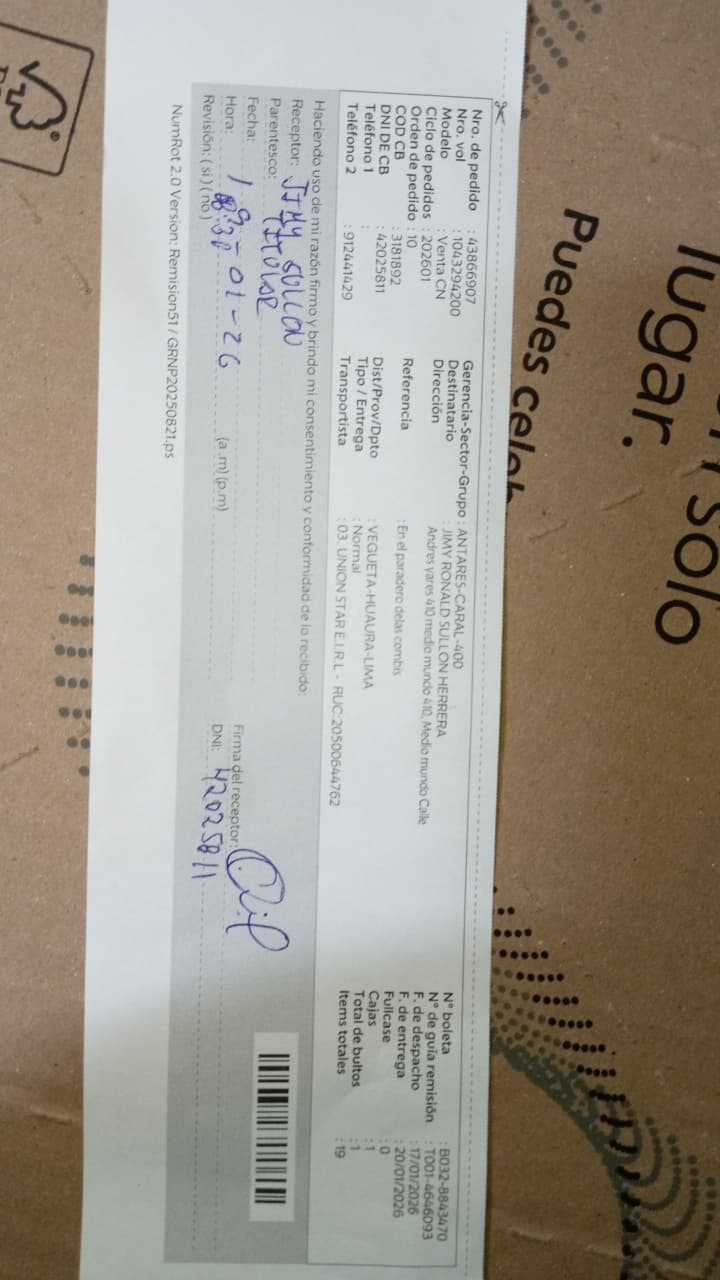 solo
lugar.
Puedes celeb
Nro. de pedido : 43866907
Nro. vol : 1043294200
Modelo : Venta CN
Ciclo de pedidos : 202601
Orden de pedido : 10
COD CB : 3181892
DNI DE CB : 42025811
Teléfono 1 :
Teléfono 2 : 912441429
Gerencia-Sector-Grupo : ANTARES-CARAL-400
Destinatario : JIMY RONALD SULLON HERRERA
Dirección Andres yares 410 medio mundo 410, Medio mundo Calle
Referencia : En el paradero delas combis
Dist/Prov/Dpto : VEGUETA-HUAURA-LIMA
Tipo / Entrega : Normal
Transportista : 03. UNION STAR E.I.R.L - RUC:20500644762
N° boleta : B032-8843470
N° de guía remisión : T001-4646093
F. de despacho : 17/01/2026
F. de entrega : 20/01/2026
Fullcase : 0
Cajas : 1
Total de bultos : 1
Items totales : 19
Haciendo uso de mi razón firmo y brindo mi consentimiento y conformidad de lo recibido:
Receptor: JIMY SULLON
Parentesco: TITULAR
Fecha: 19-01-26
Hora: (a.m) (p.m)
Revisión: ( si ) ( no )
Firma del receptor:
DNI: 42025811
NumRot 2.0 Version: Remision51 / GRNP20250821.ps